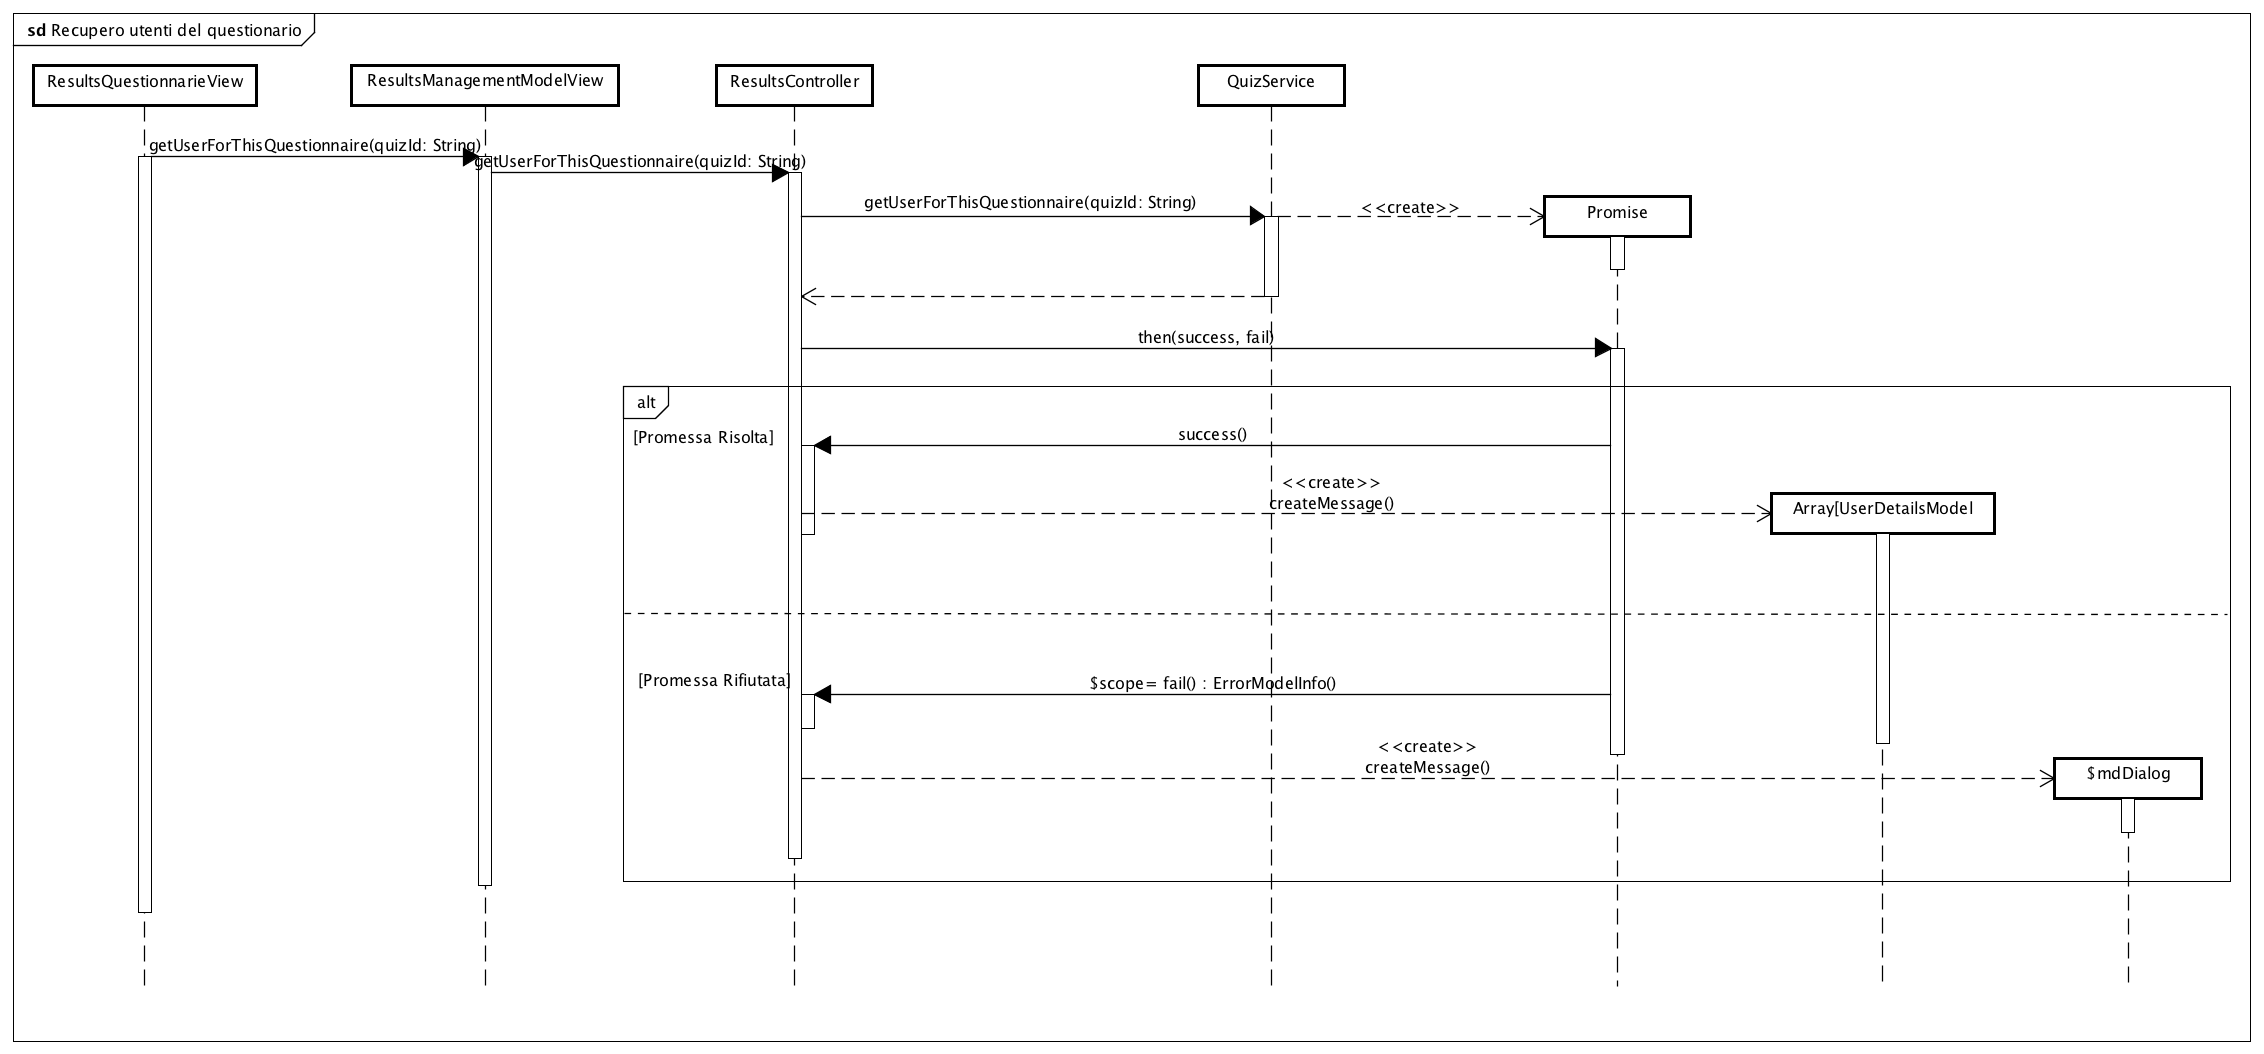 sd Recupero utenti del questionario
ResultsQuestionnarieView
ResultsManagementModelView
ResultsController
QuizService
getUserForThisQuestionnaire(quizId: String)
getUserForThisQuestionnaire(quizId: String)
getUserForThisQuestionnaire(quizId: String)
<<create>>
Promise
then(success, fail)
alt
[Promessa Risolta]
success()
<<create>>
createMessage()
Array[UserDetailsModel
[Promessa Rifiutata]
$scope= fail() : ErrorModelInfo()
<<create>>
createMessage()
$mdDialog